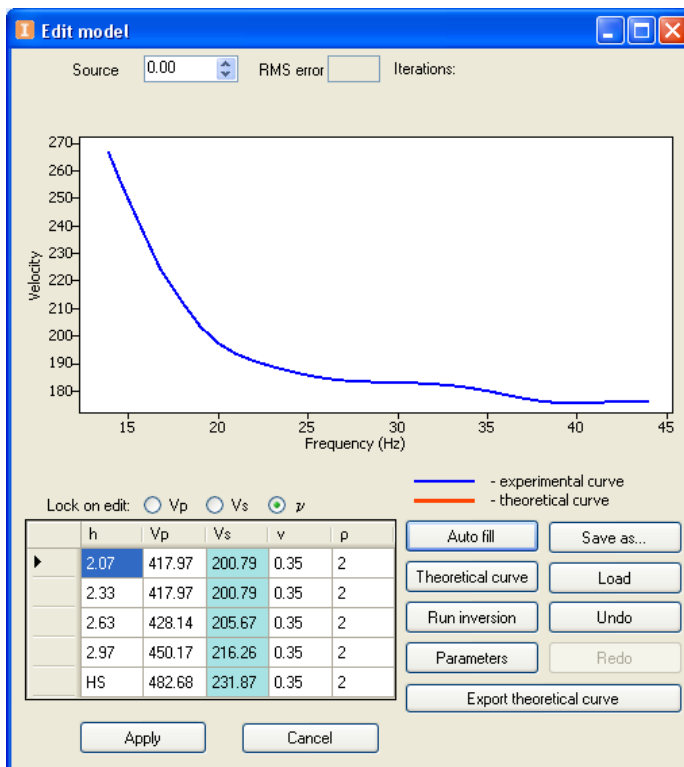 Edit model
Source 0.00 RMS error Iterations:
270
260
250
240
230
220
210
200
190
180
Velocity
15 20 25 30 35 40 45
Frequency (Hz)
- experimental curve
- theoretical curve
Lock on edit: Vp Vs ν
h Vp Vs ν ρ
2.07 417.97 200.79 0.35 2
2.33 417.97 200.79 0.35 2
2.63 428.14 205.67 0.35 2
2.97 450.17 216.26 0.35 2
HS 482.68 231.87 0.35 2
Auto fill Save as...
Theoretical curve Load
Run inversion Undo
Parameters Redo
Export theoretical curve
Apply Cancel